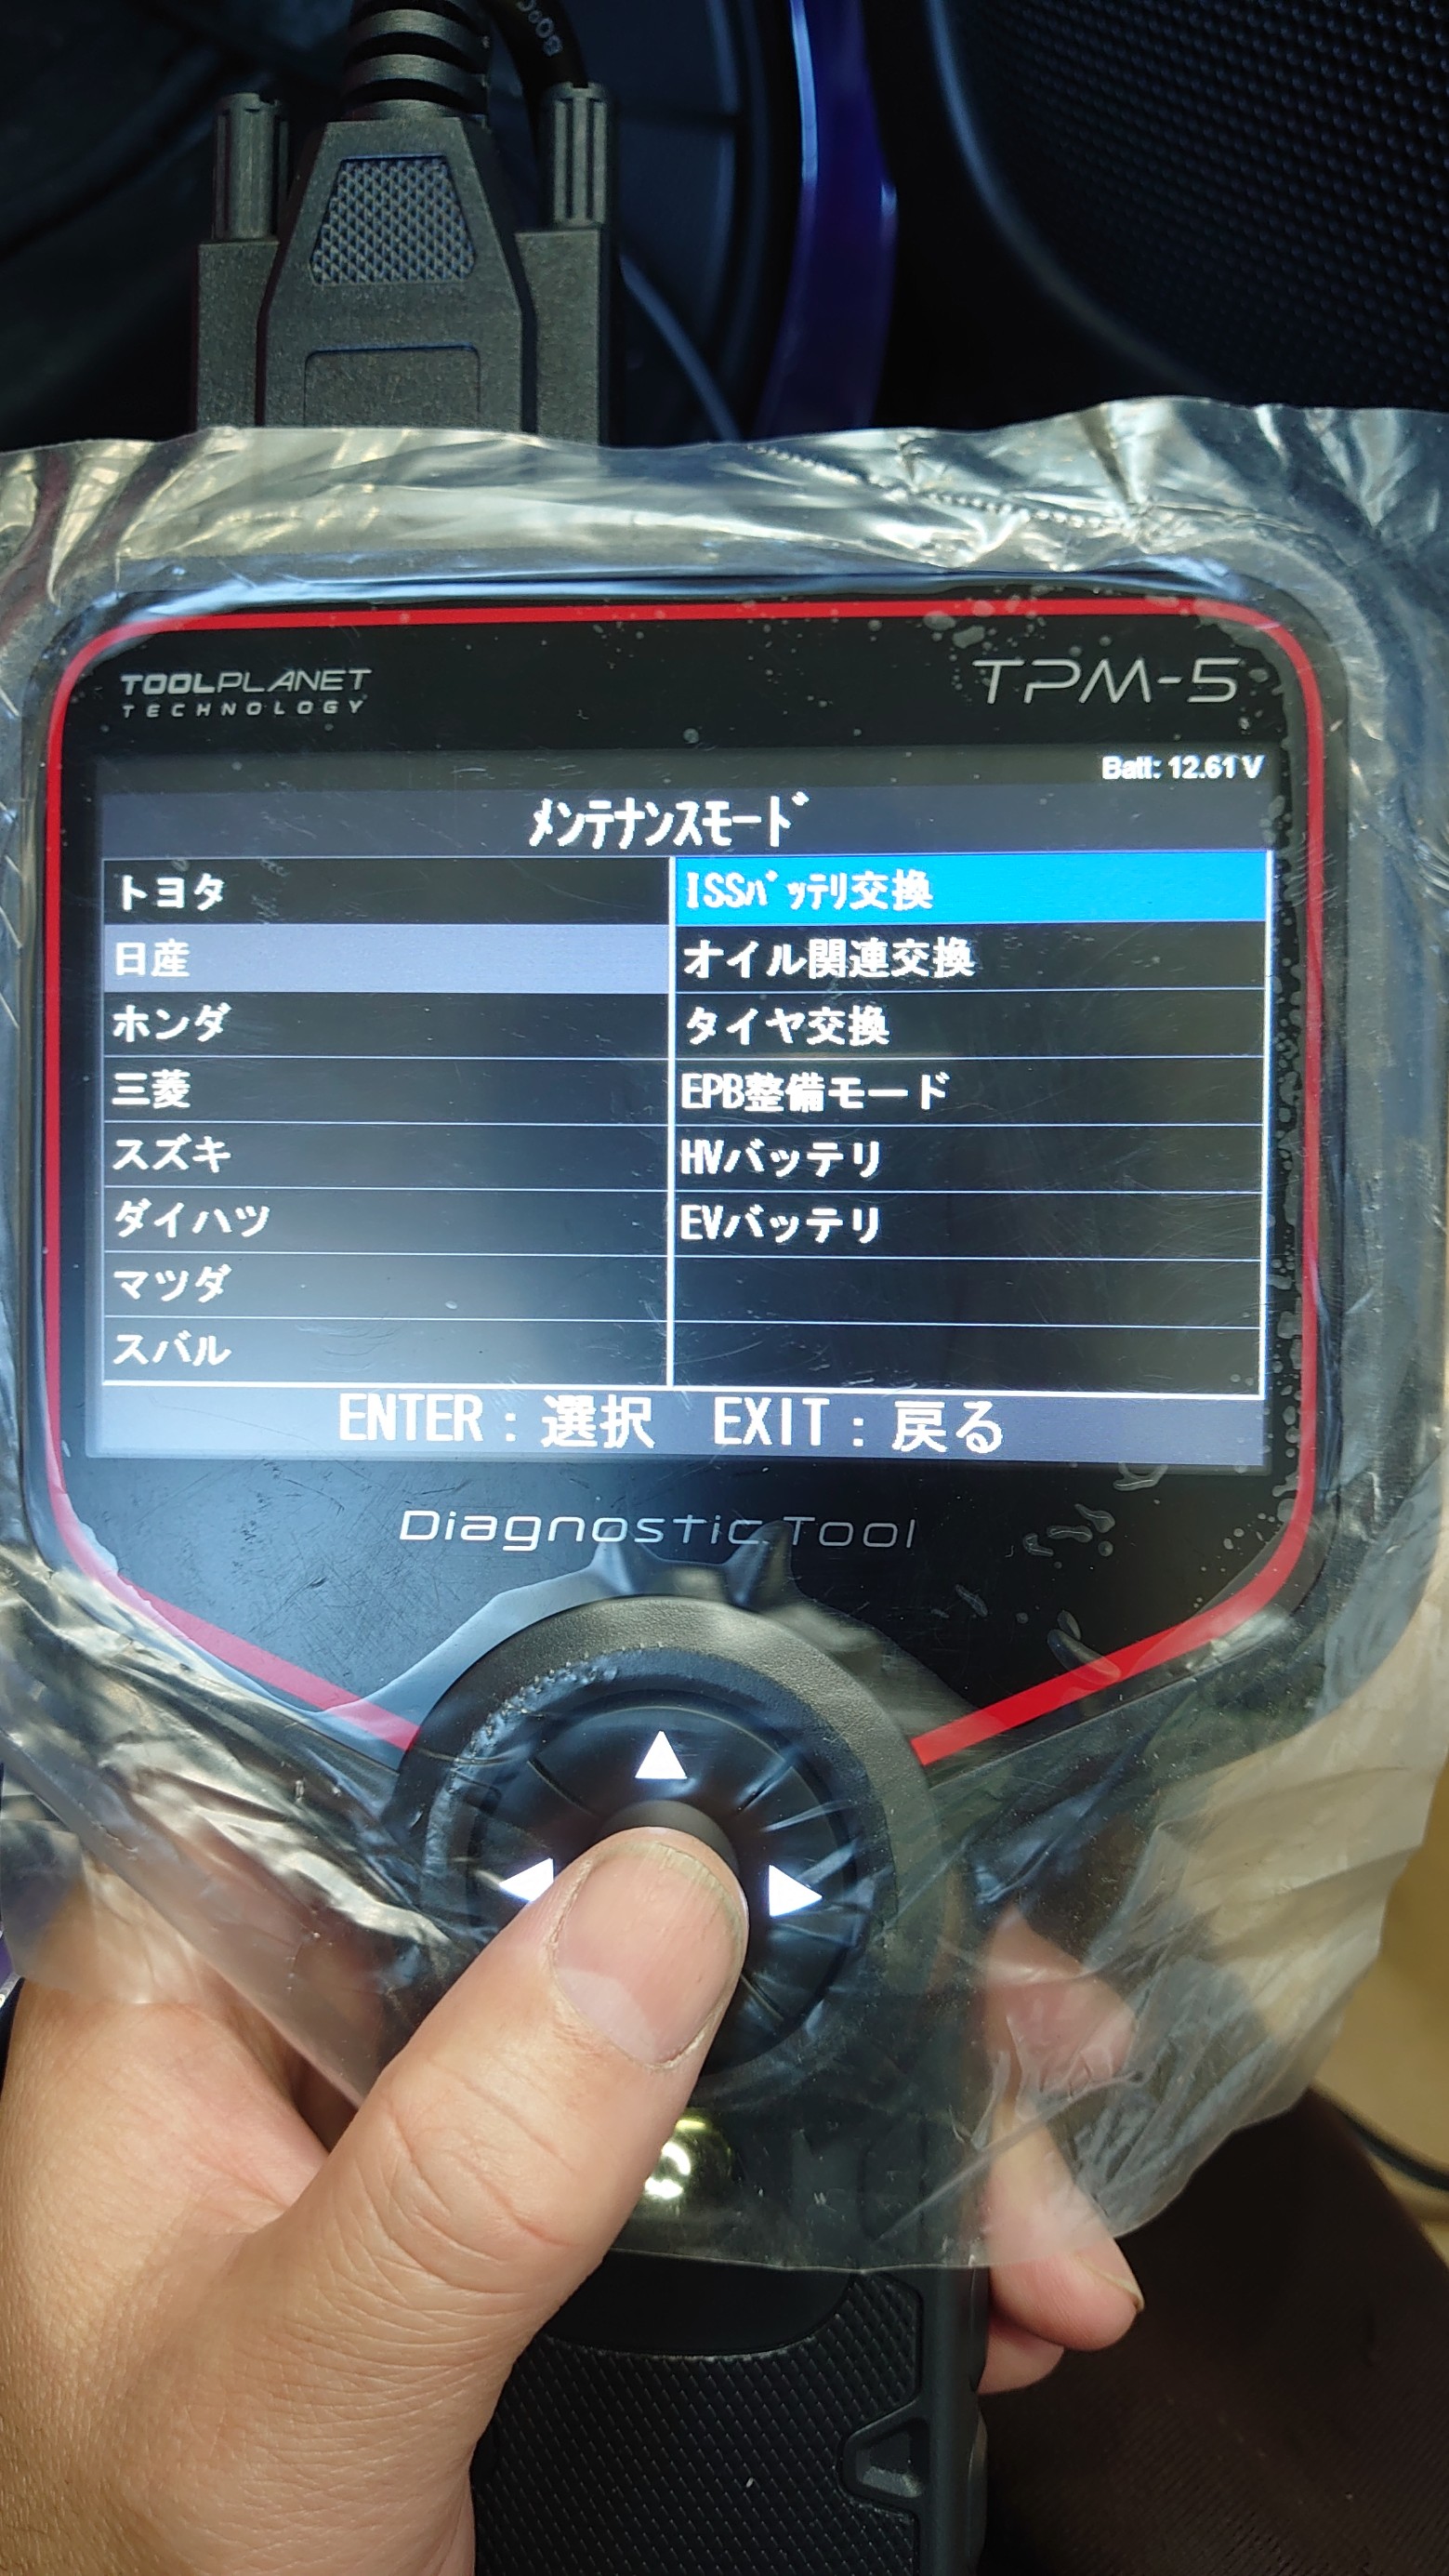 TOOLPLANET
TECHNOLOGY
TPM-5
Batt: 12.61 V
メンテナンスモード
トヨタ
日産
ホンダ
三菱
スズキ
ダイハツ
マツダ
スバル
ISSバッテリ交換
オイル関連交換
タイヤ交換
EPB整備モード
HVバッテリ
EVバッテリ
ENTER : 選択 EXIT : 戻る
Diagnostic Tool